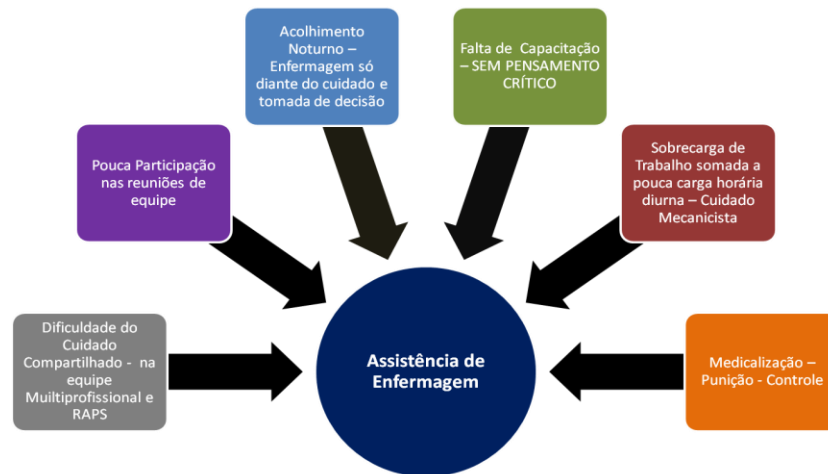 Acolhimento
Noturno –
Enfermagem só
diante do cuidado e
tomada de decisão
Falta de Capacitação
– SEM PENSAMENTO
CRÍTICO
Pouca Participação
nas reuniões de
equipe
Sobrecarga de
Trabalho somada a
pouca carga horária
diurna – Cuidado
Mecanicista
Dificuldade do
Cuidado
Compartilhado - na
equipe
Muiltiprofissional e
RAPS
Assistência de
Enfermagem
Medicalização –
Punição - Controle